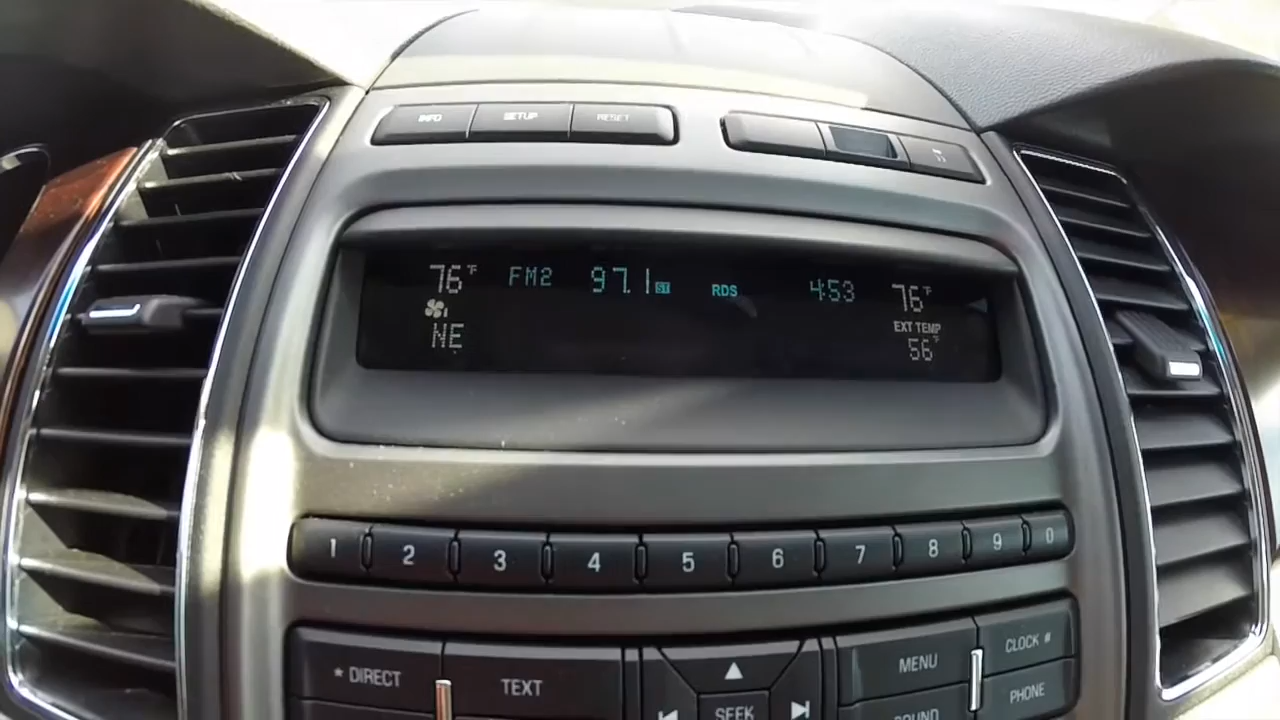 INFO SETUP RESET
76°F FM2 97.1 ST RDS 4:53 76°F
NE EXT TEMP
56°F
1 2 3 4 5 6 7 8 9 0
* DIRECT TEXT MENU CLOCK #
SEEK SOUND PHONE